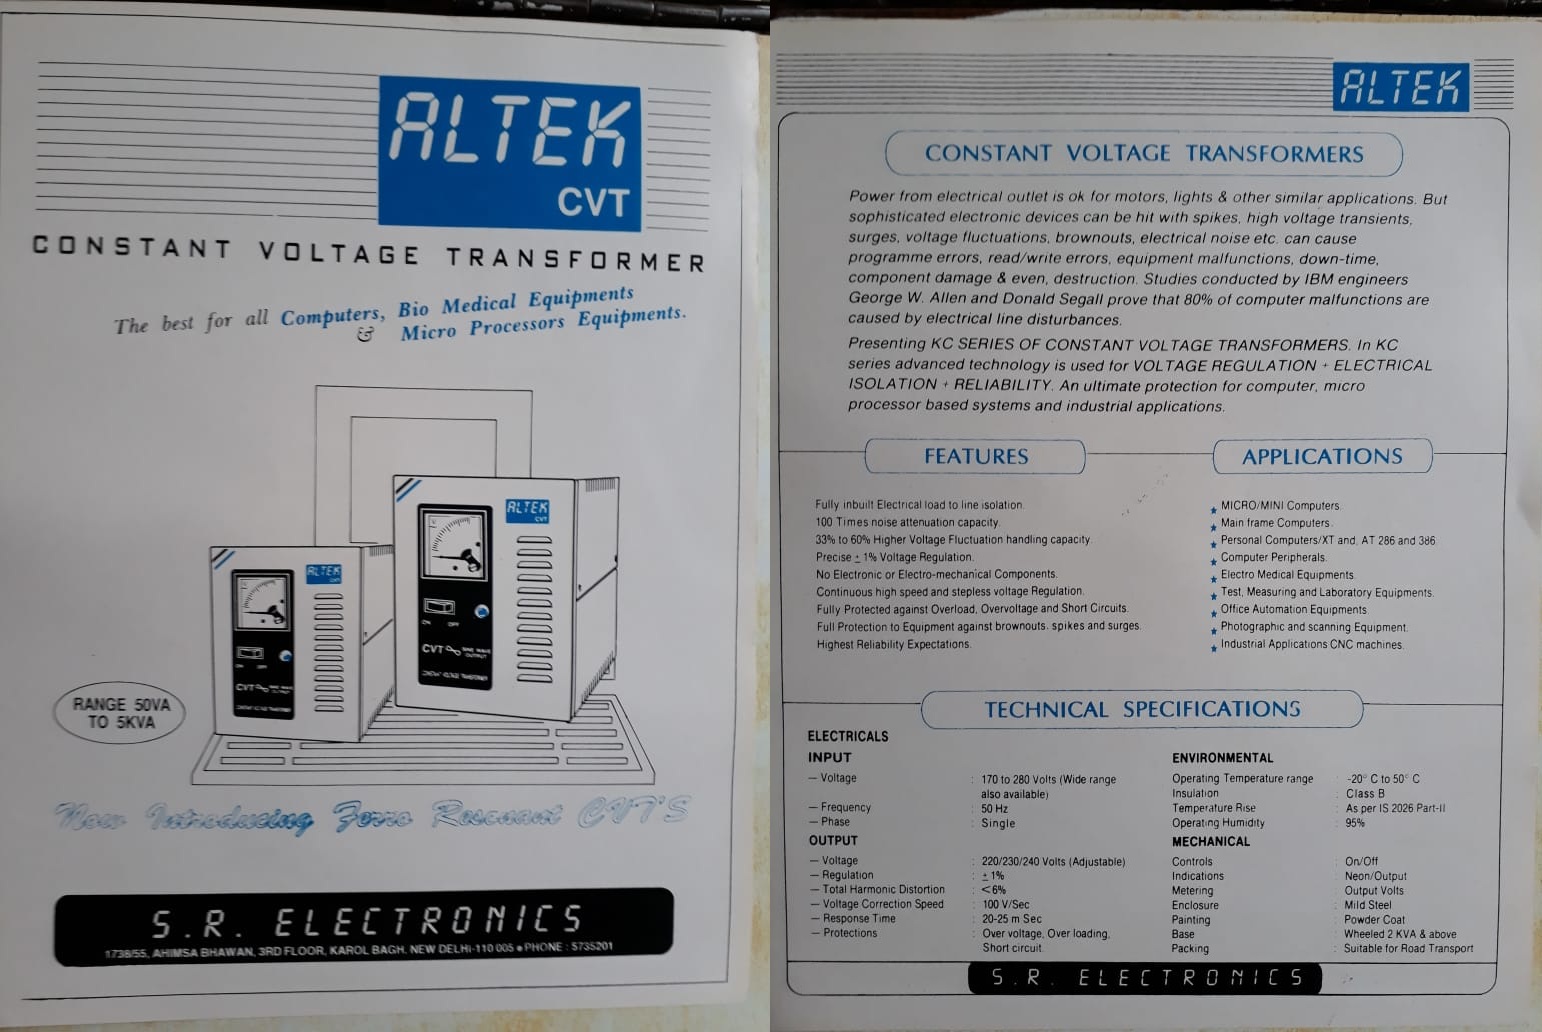 ALTEK
CVT
CONSTANT VOLTAGE TRANSFORMER
The best for all Computers, Bio Medical Equipments
& Micro Processors Equipments.
ALTEK
CVT
ALTEK
CVT
ON OFF
CVT SINE WAVE
OUTPUT
CONSTANT VOLTAGE TRANSFORMER
ON OFF
CVT
CONSTANT VOLTAGE TRANSFORMER
RANGE 50VA
TO 5KVA
Now Introducing Ferro Resonant CVT'S
S.R. ELECTRONICS
1738/55, AHIMSA BHAWAN, 3RD FLOOR, KAROL BAGH, NEW DELHI-110 005 ● PHONE : 5735201
ALTEK
CONSTANT VOLTAGE TRANSFORMERS
Power from electrical outlet is ok for motors, lights & other similar applications. But
sophisticated electronic devices can be hit with spikes, high voltage transients,
surges, voltage fluctuations, brownouts, electrical noise etc. can cause
programme errors, read/write errors, equipment malfunctions, down-time,
component damage & even, destruction. Studies conducted by IBM engineers
George W. Allen and Donald Segall prove that 80% of computer malfunctions are
caused by electrical line disturbances.
Presenting KC SERIES OF CONSTANT VOLTAGE TRANSFORMERS. In KC
series advanced technology is used for VOLTAGE REGULATION + ELECTRICAL
ISOLATION + RELIABILITY. An ultimate protection for computer, micro
processor based systems and industrial applications.
FEATURES
Fully inbuilt Electrical load to line isolation.
100 Times noise attenuation capacity.
33% to 60% Higher Voltage Fluctuation handling capacity.
Precise ± 1% Voltage Regulation.
No Electronic or Electro-mechanical Components.
Continuous high speed and stepless voltage Regulation.
Fully Protected against Overload, Overvoltage and Short Circuits.
Full Protection to Equipment against brownouts. spikes and surges.
Highest Reliability Expectations.
APPLICATIONS
★ MICRO/MINI Computers.
★ Main frame Computers.
★ Personal Computers/XT and, AT 286 and 386.
★ Computer Peripherals.
★ Electro Medical Equipments.
★ Test, Measuring and Laboratory Equipments.
★ Office Automation Equipments.
★ Photographic and scanning Equipment.
★ Industrial Applications CNC machines.
TECHNICAL SPECIFICATIONS
ELECTRICALS
INPUT
— Voltage : 170 to 280 Volts (Wide range
also available)
— Frequency : 50 Hz
— Phase : Single
OUTPUT
— Voltage : 220/230/240 Volts (Adjustable)
— Regulation : ± 1%
— Total Harmonic Distortion : <6%
— Voltage Correction Speed : 100 V/Sec
— Response Time : 20-25 m Sec
— Protections : Over voltage, Over loading,
Short circuit.
ENVIRONMENTAL
Operating Temperature range : -20° C to 50° C
Insulation : Class B
Temperature Rise : As per IS 2026 Part-II
Operating Humidity : 95%
MECHANICAL
Controls : On/Off
Indications : Neon/Output
Metering : Output Volts
Enclosure : Mild Steel
Painting : Powder Coat
Base : Wheeled 2 KVA & above
Packing : Suitable for Road Transport
S.R. ELECTRONICS